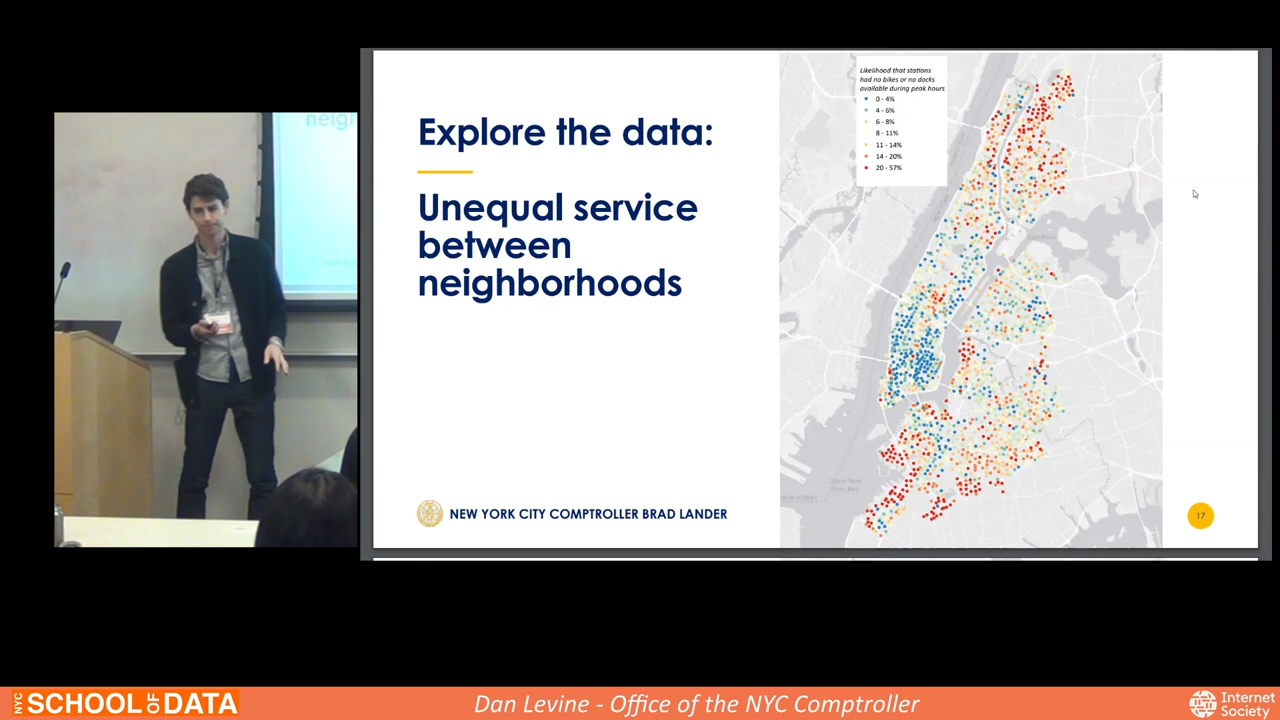 neigh
Explore the data:
Unequal service
between
neighborhoods
NEW YORK CITY COMPTROLLER BRAD LANDER
Likelihood that stations
had no bikes or no docks
available during peak hours
0 - 4%
4 - 6%
6 - 8%
8 - 11%
11 - 14%
14 - 20%
20 - 57%
17
NYC SCHOOL OF DATA
Dan Levine - Office of the NYC Comptroller
Internet
Society